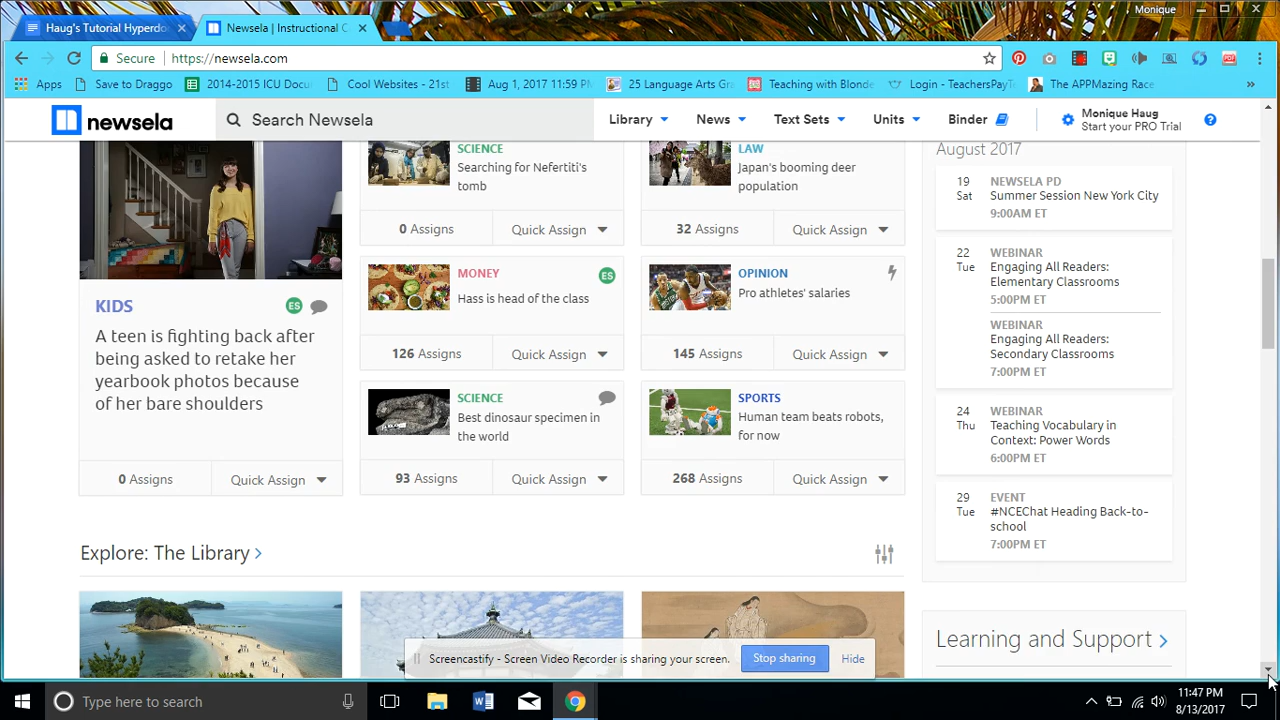 Monique
Haug's Tutorial Hyperdo
Newsela | Instructional C
Secure
https://newsela.com
Apps
Save to Draggo
2014-2015 ICU Docu
Cool Websites - 21st
Aug 1, 2017 11:59 P
25 Language Arts Gr
Teaching with Blonde
Login - TeachersPayTe
The APPMazing Race
»
newsela
Search Newsela
Library
News
Text Sets
Units
Binder
Monique Haug
Start your PRO Trial
KIDS
ES
A teen is fighting back after
being asked to retake her
yearbook photos because
of her bare shoulders
0 Assigns
Quick Assign
SCIENCE
Searching for Nefertiti's
tomb
0 Assigns
Quick Assign
LAW
Japan's booming deer
population
32 Assigns
Quick Assign
MONEY
ES
Hass is head of the class
126 Assigns
Quick Assign
OPINION
Pro athletes' salaries
145 Assigns
Quick Assign
SCIENCE
Best dinosaur specimen in
the world
93 Assigns
Quick Assign
SPORTS
Human team beats robots,
for now
268 Assigns
Quick Assign
August 2017
19
Sat
NEWSELA PD
Summer Session New York City
9:00AM ET
22
Tue
WEBINAR
Engaging All Readers:
Elementary Classrooms
5:00PM ET
WEBINAR
Engaging All Readers:
Secondary Classrooms
7:00PM ET
24
Thu
WEBINAR
Teaching Vocabulary in
Context: Power Words
6:00PM ET
29
Tue
EVENT
#NCEChat Heading Back-to-
school
7:00PM ET
Explore: The Library
Learning and Support
Screencastify - Screen Video Recorder is sharing your screen.
Stop sharing
Hide
Type here to search
11:47 PM
8/13/2017